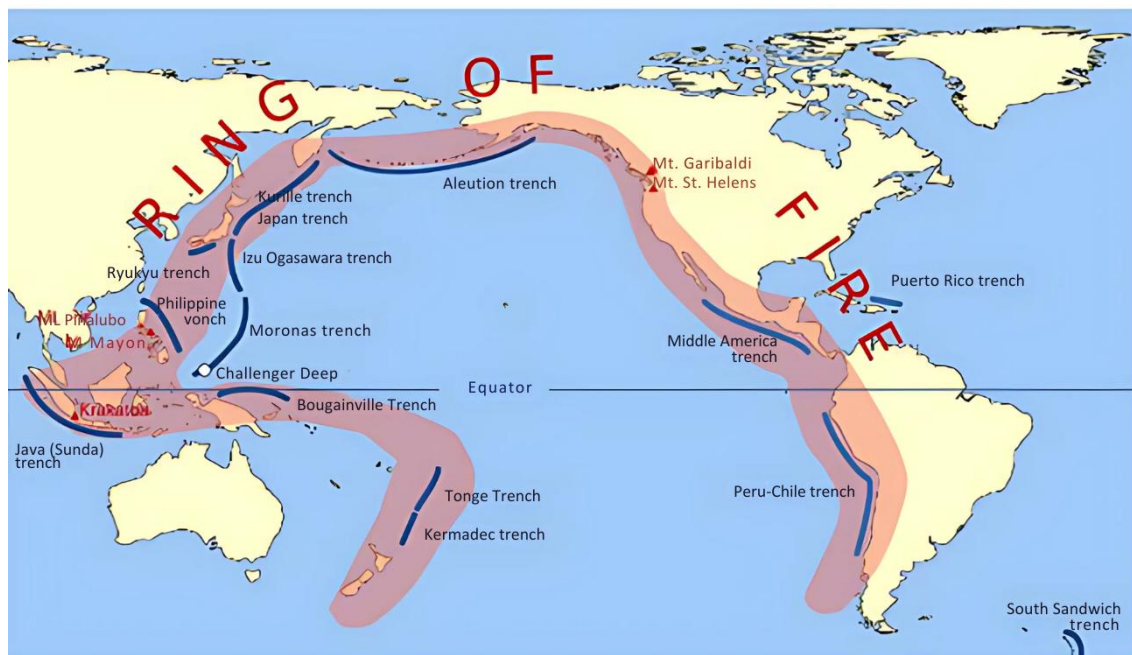 RING OF FIRE
Mt. Garibaldi
Mt. St. Helens
Aleution trench
Kurille trench
Japan trench
Izu Ogasawara trench
Ryukyu trench
Puerto Rico trench
Philippine
vonch
Mayon
Moronas trench
Middle America
trench
Challenger Deep
Equator
Bougainville Trench
Krakatoa
Java (Sunda)
trench
Peru-Chile trench
Tonge Trench
Kermadec trench
South Sandwich
trench